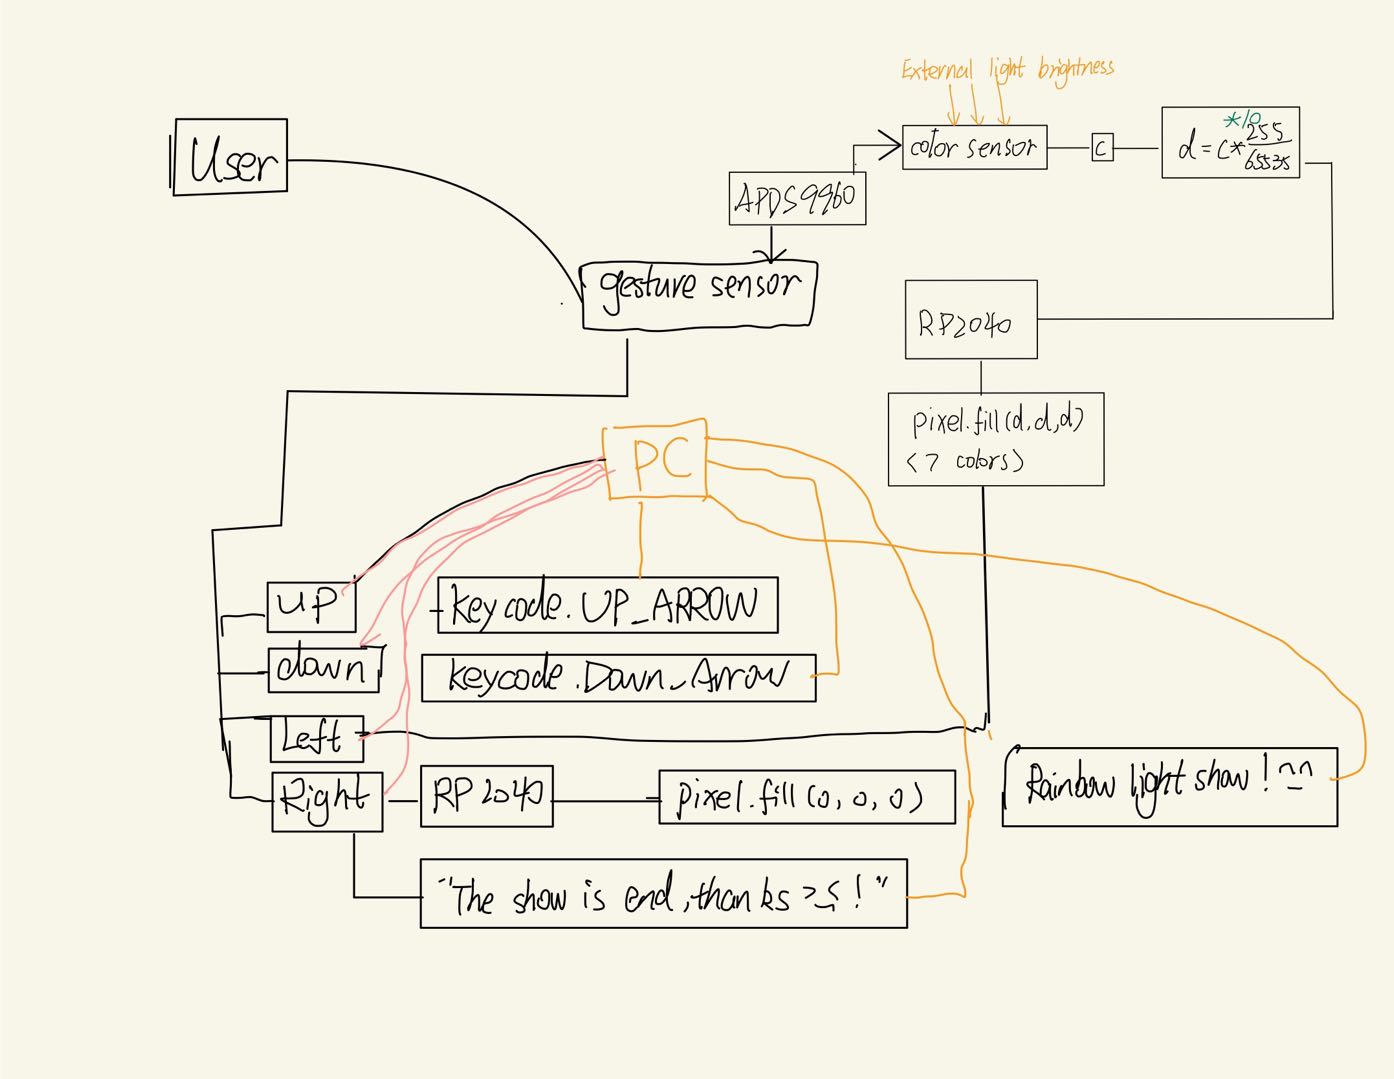 External light brightness
User
color sensor
c
*10
d = c* 255/65535
APDS9960
gesture sensor
RP2040
pixel.fill(d,d,d)
<7 colors>
PC
UP
keycode.UP_ARROW
down
keycode.Down_Arrow
Left
Rainbow light show!
Right
RP2040
pixel.fill(0,0,0)
"The show is end, thanks !"